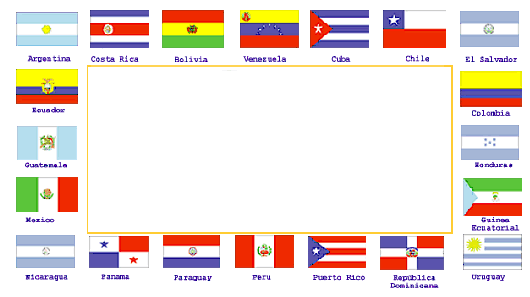 Argentina
Costa Rica
Bolivia
Venezuela
Cuba
Chile
El Salvador
Ecuador
Colombia
Guatemala
Honduras
Mexico
Guinea
Ecuatorial
Nicaragua
Panama
Paraguay
Peru
Puerto Rico
República
Dominicana
Uruguay